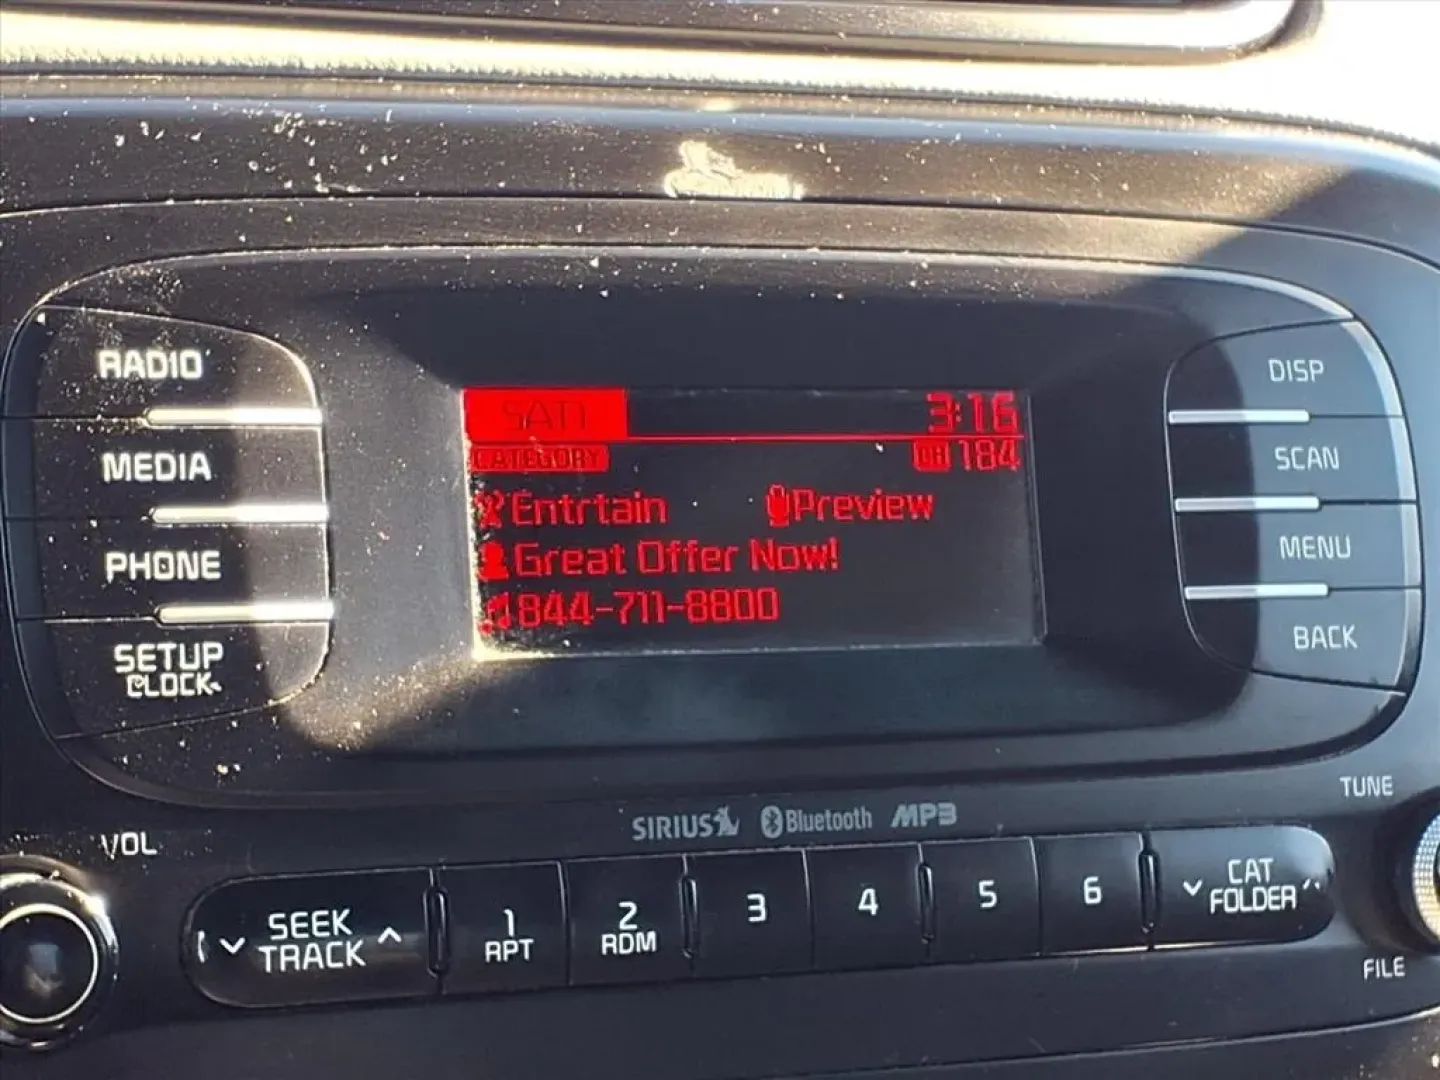 RADIO
MEDIA
PHONE
SETUP
CLOCK
SAT1 3:16
CATEGORY CH 184
Entrtain Preview
Great Offer Now!
844-711-8800
DISP
SCAN
MENU
BACK
TUNE
FILE
VOL
SIRIUS Bluetooth MP3
SEEK
TRACK
1
RPT
2
RDM
3
4
5
6
CAT
FOLDER